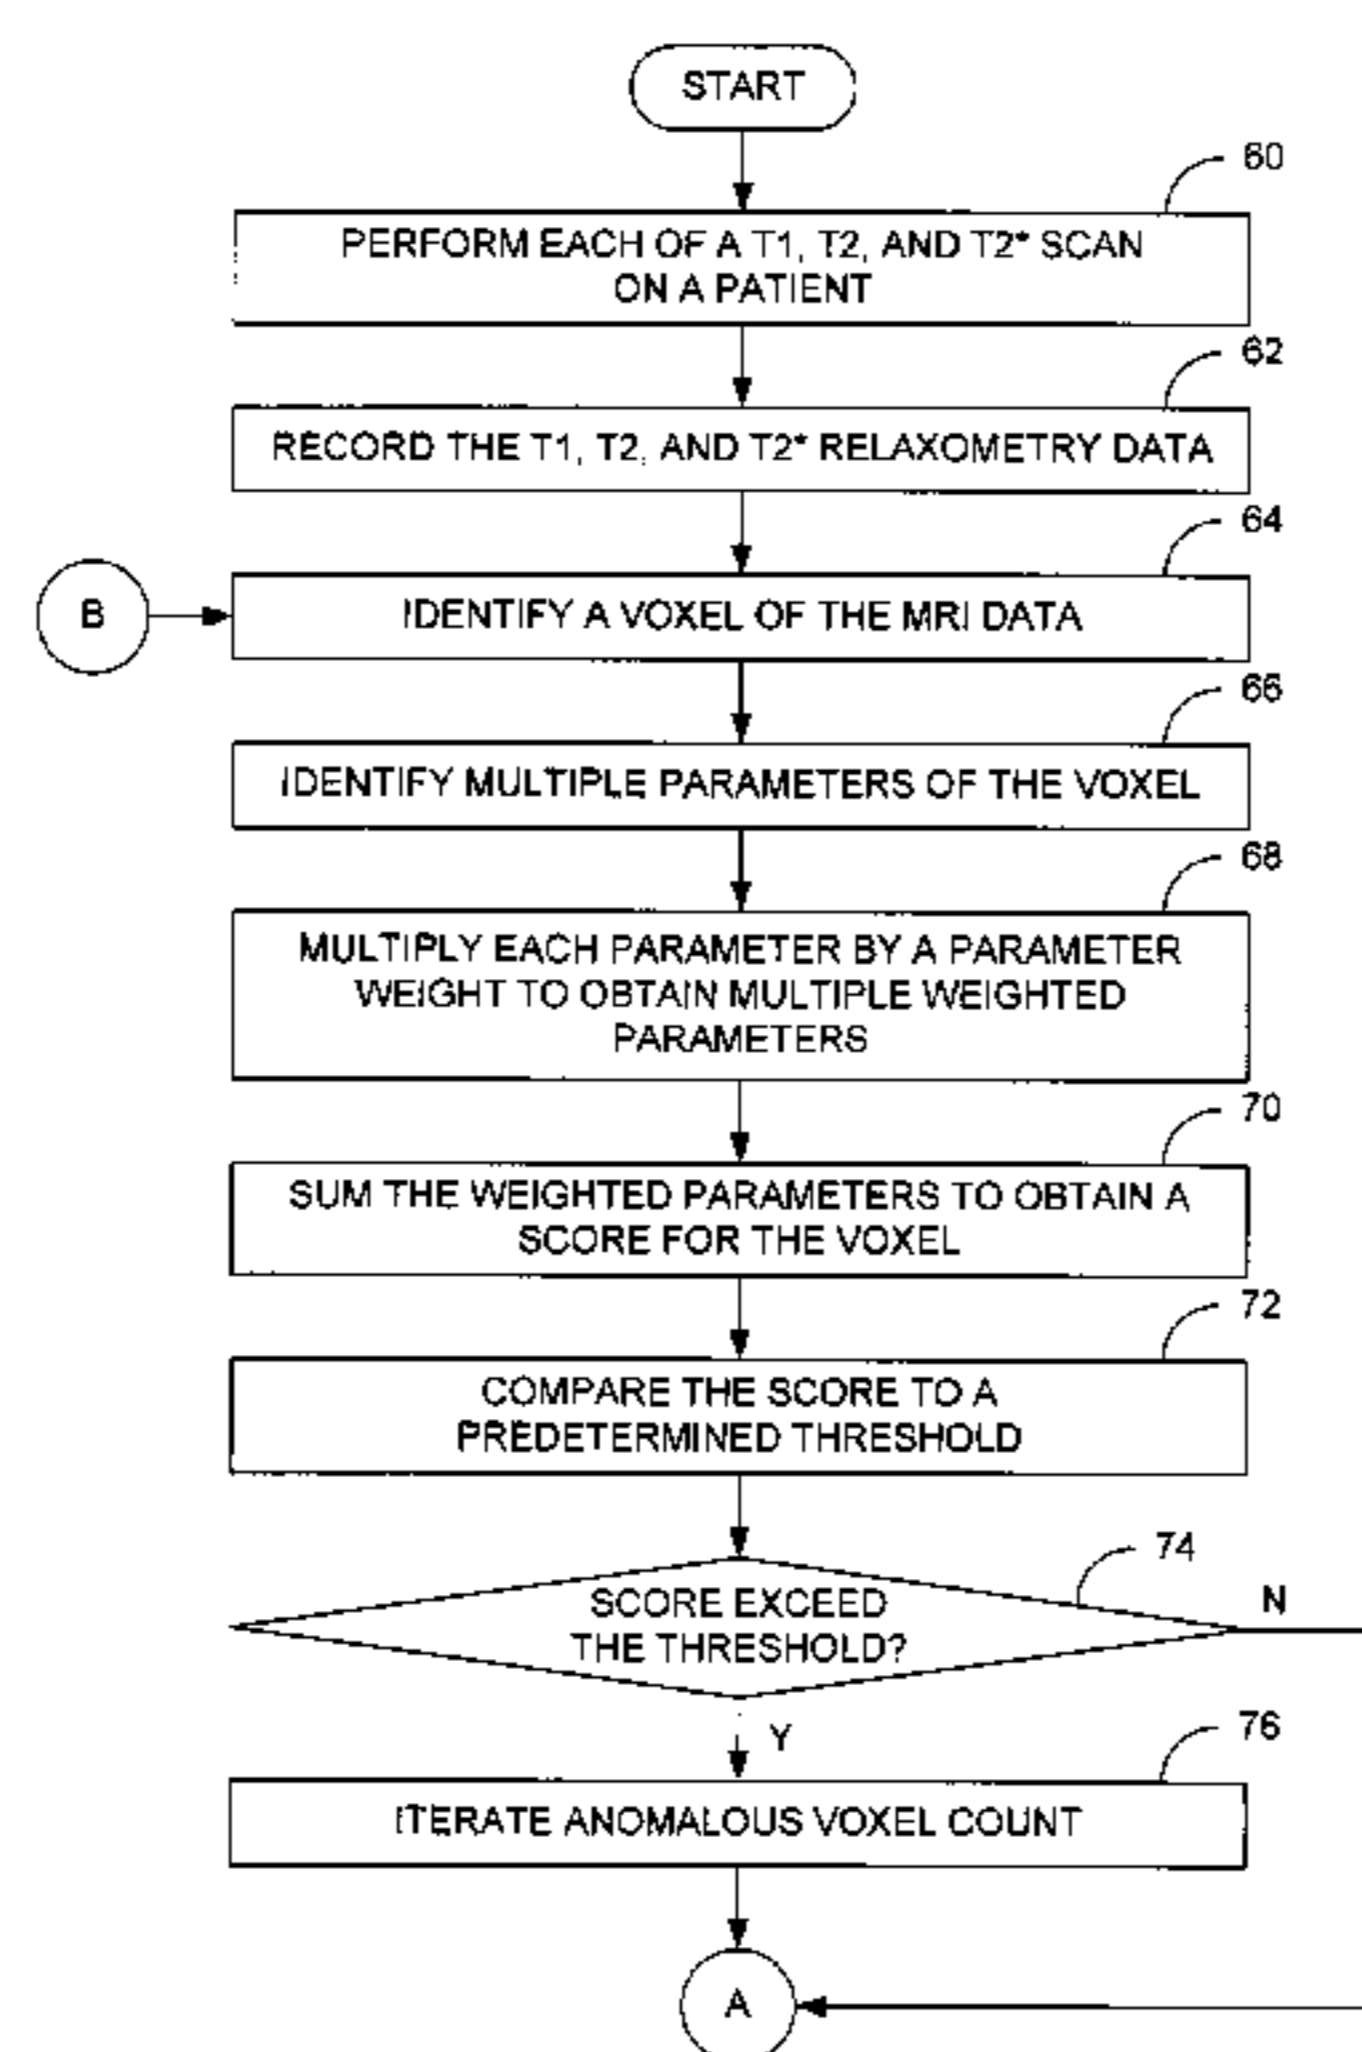 START
60
PERFORM EACH OF A T1, T2, AND T2* SCAN
ON A PATIENT
62
RECORD THE T1, T2, AND T2* RELAXOMETRY DATA
64
B
IDENTIFY A VOXEL OF THE MRI DATA
66
IDENTIFY MULTIPLE PARAMETERS OF THE VOXEL
68
MULTIPLY EACH PARAMETER BY A PARAMETER
WEIGHT TO OBTAIN MULTIPLE WEIGHTED
PARAMETERS
70
SUM THE WEIGHTED PARAMETERS TO OBTAIN A
SCORE FOR THE VOXEL
72
COMPARE THE SCORE TO A
PREDETERMINED THRESHOLD
74
SCORE EXCEED
THE THRESHOLD?
N
Y
76
ITERATE ANOMALOUS VOXEL COUNT
A